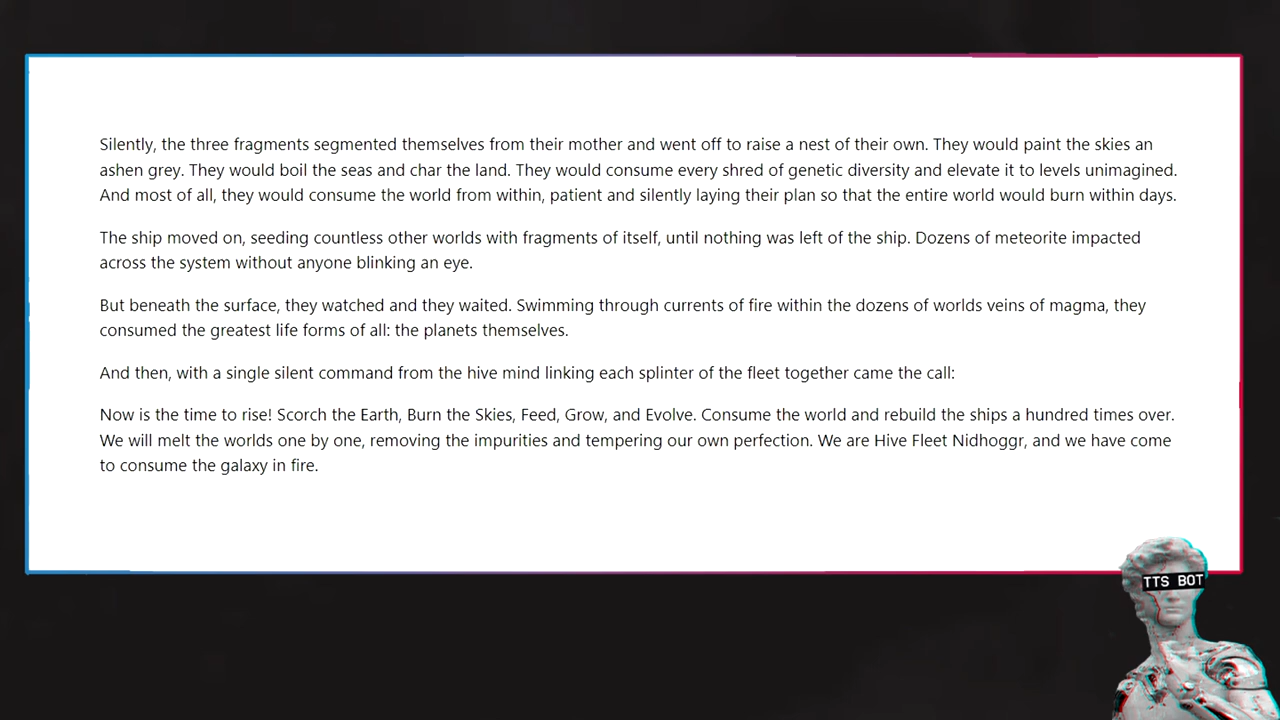 Silently, the three fragments segmented themselves from their mother and went off to raise a nest of their own. They would paint the skies an
ashen grey. They would boil the seas and char the land. They would consume every shred of genetic diversity and elevate it to levels unimagined.
And most of all, they would consume the world from within, patient and silently laying their plan so that the entire world would burn within days.
The ship moved on, seeding countless other worlds with fragments of itself, until nothing was left of the ship. Dozens of meteorite impacted
across the system without anyone blinking an eye.
But beneath the surface, they watched and they waited. Swimming through currents of fire within the dozens of worlds veins of magma, they
consumed the greatest life forms of all: the planets themselves.
And then, with a single silent command from the hive mind linking each splinter of the fleet together came the call:
Now is the time to rise! Scorch the Earth, Burn the Skies, Feed, Grow, and Evolve. Consume the world and rebuild the ships a hundred times over.
We will melt the worlds one by one, removing the impurities and tempering our own perfection. We are Hive Fleet Nidhoggr, and we have come
to consume the galaxy in fire.
TTS BOT